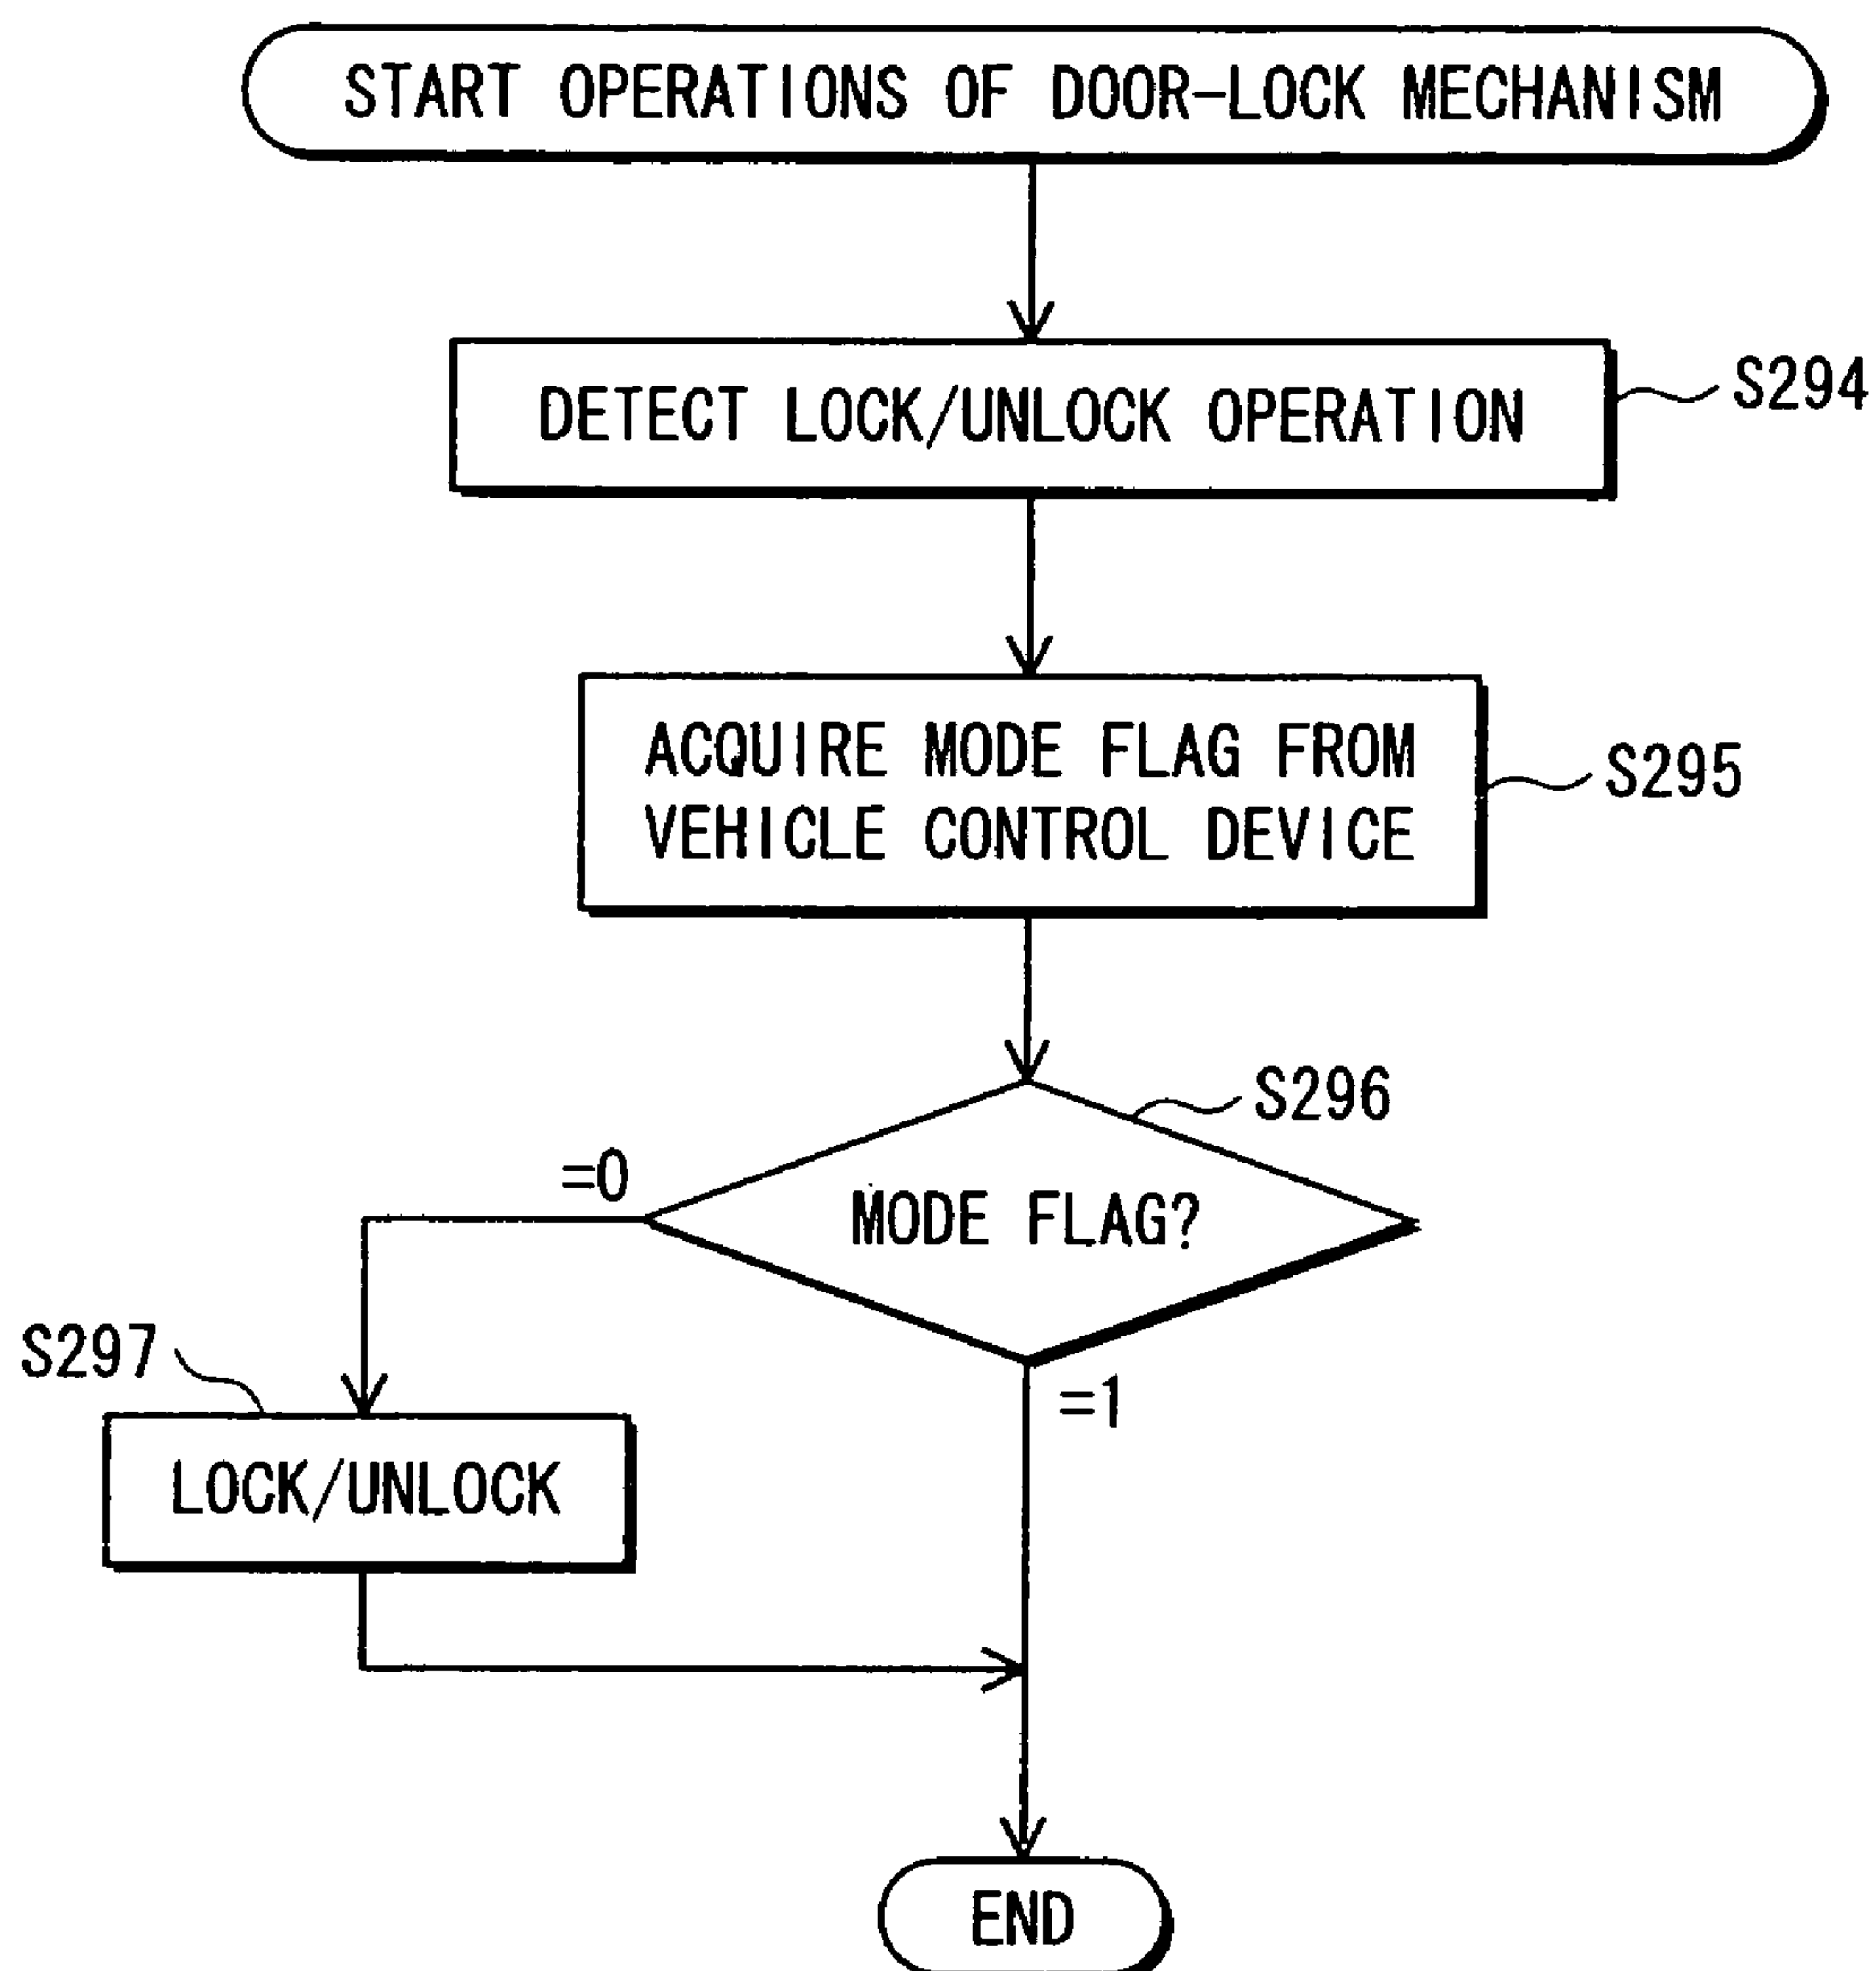 START OPERATIONS OF DOOR-LOCK MECHANISM
DETECT LOCK/UNLOCK OPERATION
S294
ACQUIRE MODE FLAG FROM
VEHICLE CONTROL DEVICE
S295
S296
=0
MODE FLAG?
S297
=1
LOCK/UNLOCK
END